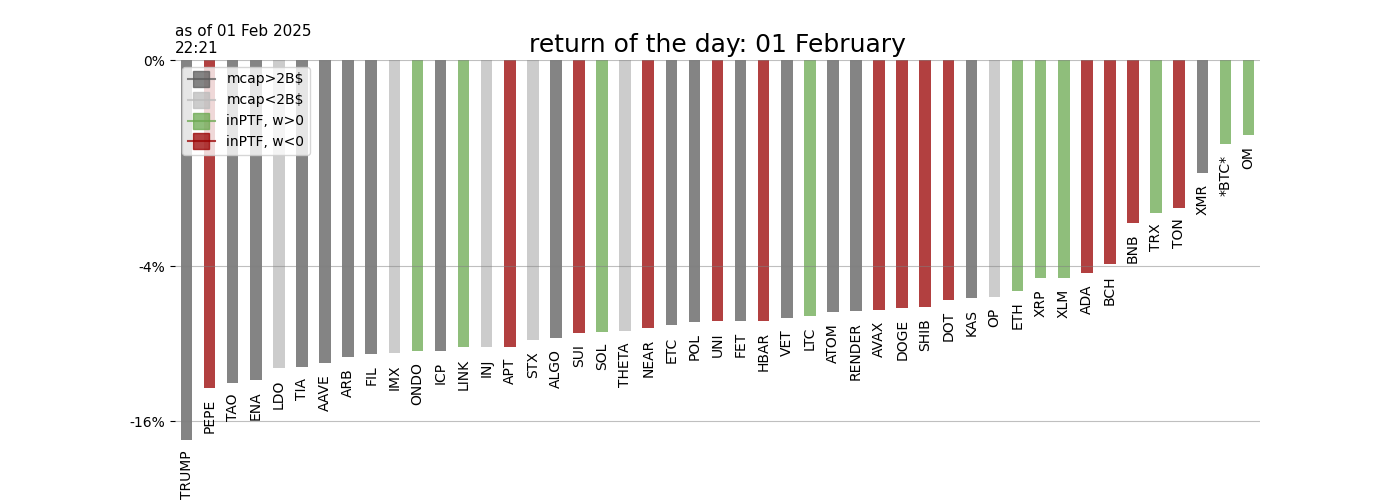 as of 01 Feb 2025
22:21
return of the day: 01 February
0%
mcap>2B$
mcap<2B$
inPTF, w>0
inPTF, w<0
-4%
-16%
TRUMP
PEPE
TAO
ENA
LDO
TIA
AAVE
ARB
FIL
IMX
ONDO
ICP
LINK
INJ
APT
STX
ALGO
SUI
SOL
THETA
NEAR
ETC
POL
UNI
FET
HBAR
VET
LTC
ATOM
RENDER
AVAX
DOGE
SHIB
DOT
KAS
OP
ETH
XRP
XLM
ADA
BCH
BNB
TRX
TON
XMR
*BTC*
OM